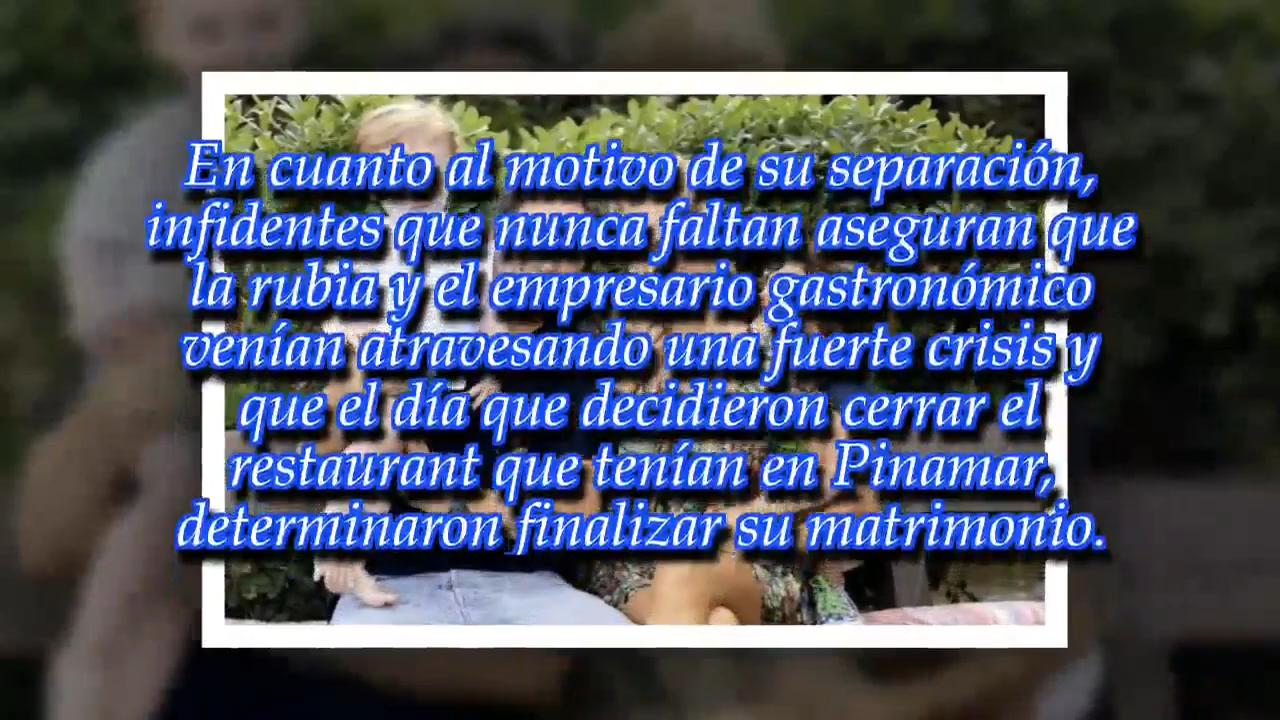 En cuanto al motivo de su separación,
infidentes que nunca faltan aseguran que
la rubia y el empresario gastronómico
venían atravesando una fuerte crisis y
que el día que decidieron cerrar el
restaurant que tenían en Pinamar,
determinaron finalizar su matrimonio.